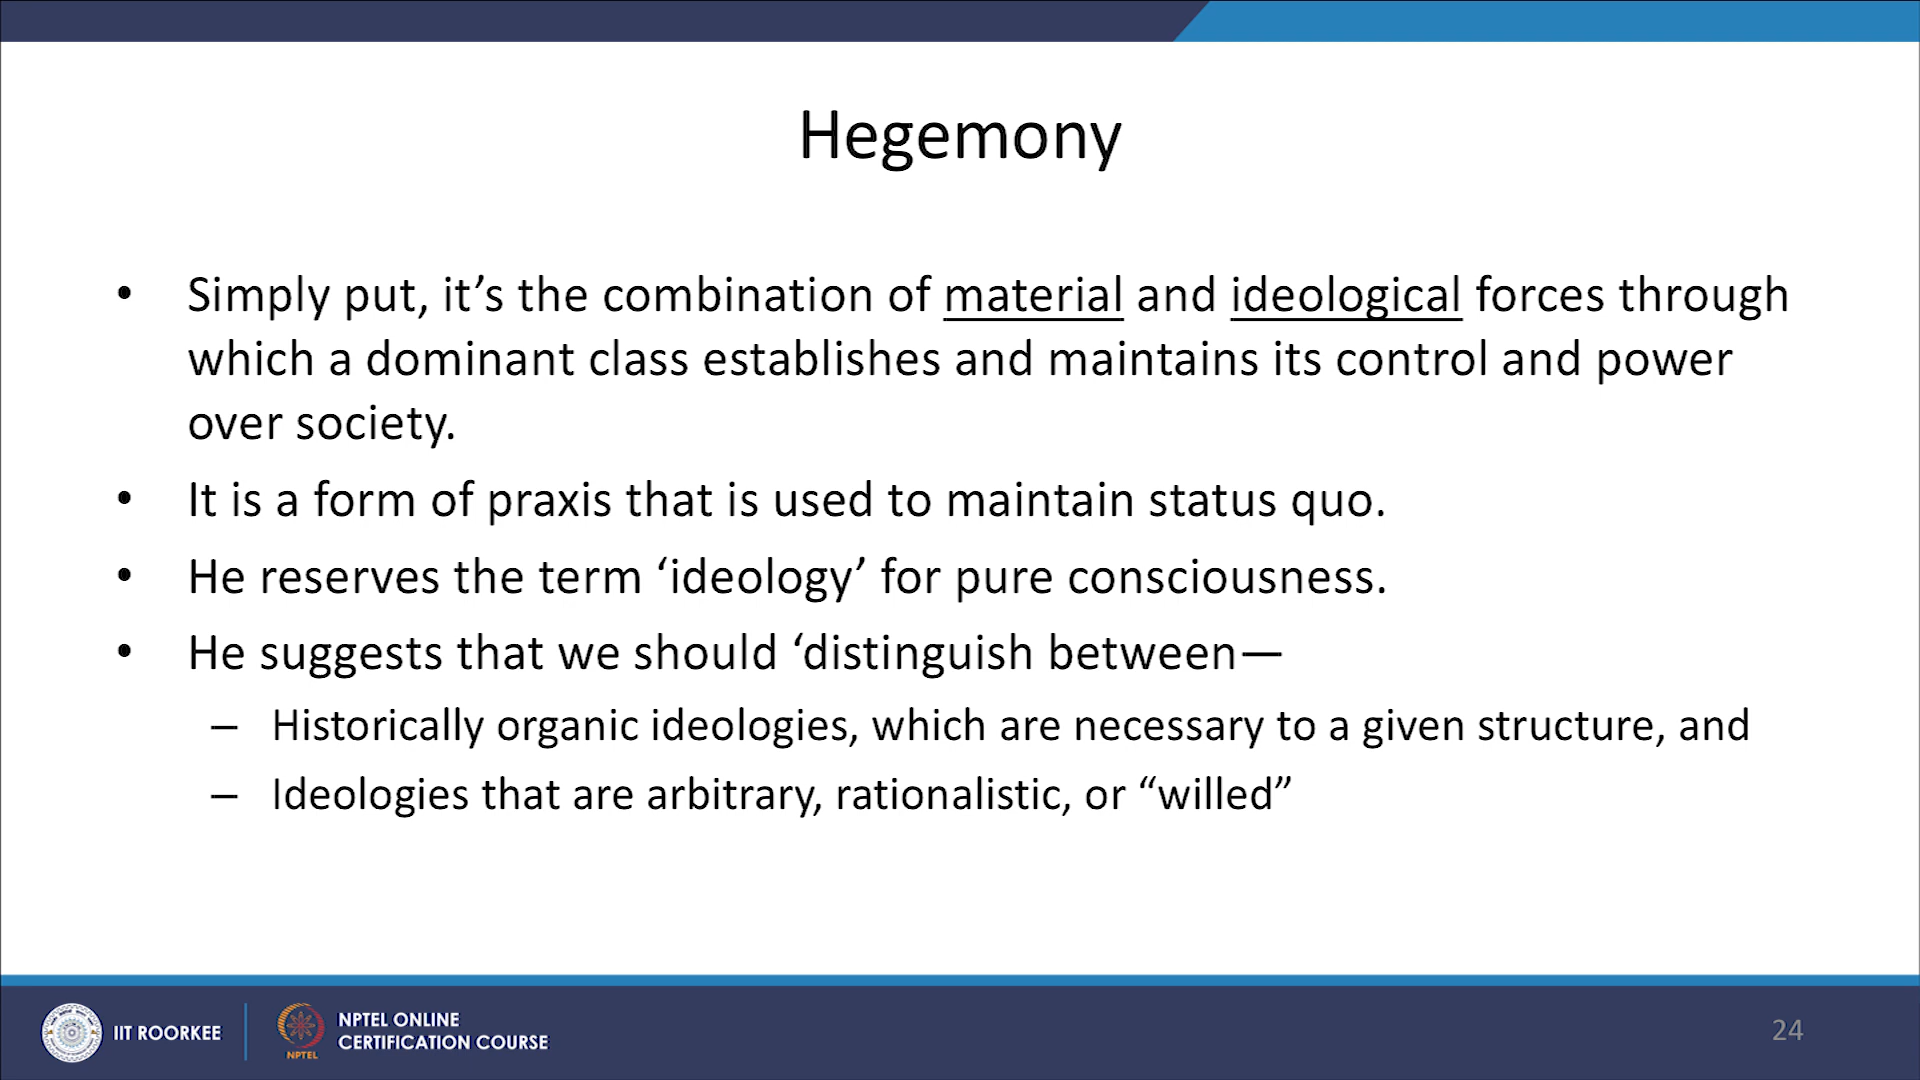 Hegemony
• Simply put, it’s the combination of material and ideological forces through
which a dominant class establishes and maintains its control and power
over society.
• It is a form of praxis that is used to maintain status quo.
• He reserves the term ‘ideology’ for pure consciousness.
• He suggests that we should ‘distinguish between—
– Historically organic ideologies, which are necessary to a given structure, and
– Ideologies that are arbitrary, rationalistic, or “willed”
IIT ROORKEE
NPTEL
NPTEL ONLINE
CERTIFICATION COURSE
24